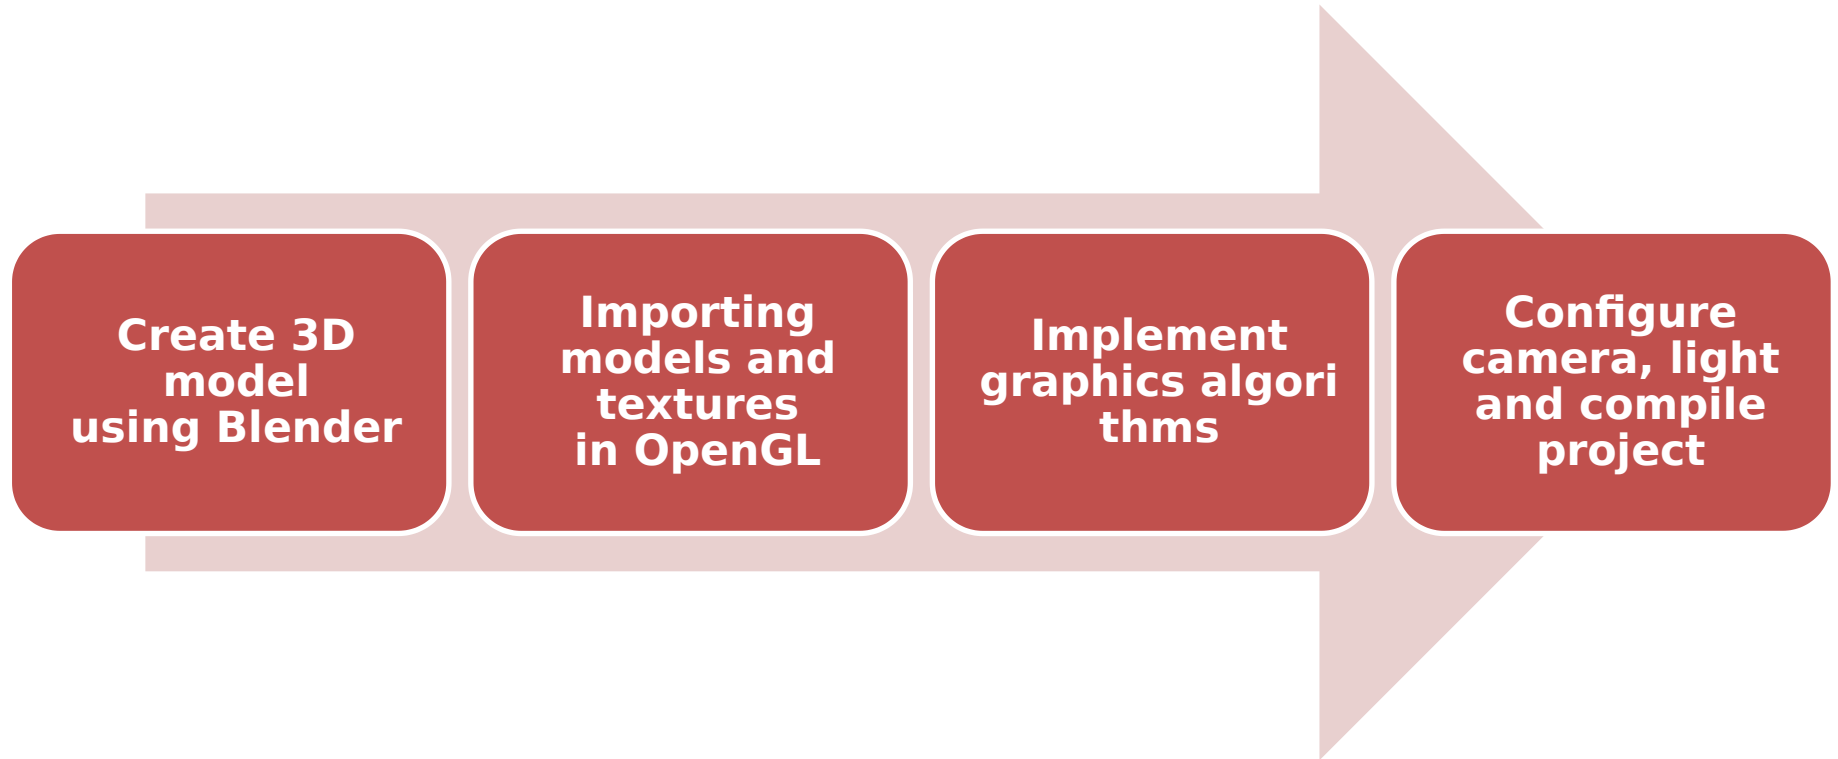 Create 3D
model
using Blender
Importing
models and
textures
in OpenGL
Implement
graphics algori
thms
Configure
camera, light
and compile
project